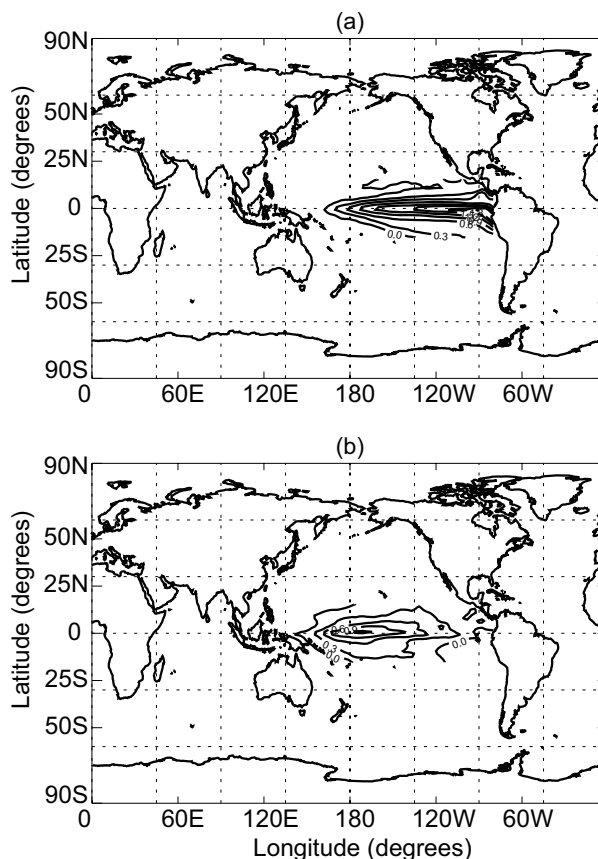 (a)
90N
50N
25N
0
25S
50S
90S
Latitude (degrees)
0.0
0.3
0 60E 120E 180 120W 60W
(b)
90N
50N
25N
0
25S
50S
90S
Latitude (degrees)
0.3
0.0
0.0
0 60E 120E 180 120W 60W
Longitude (degrees)